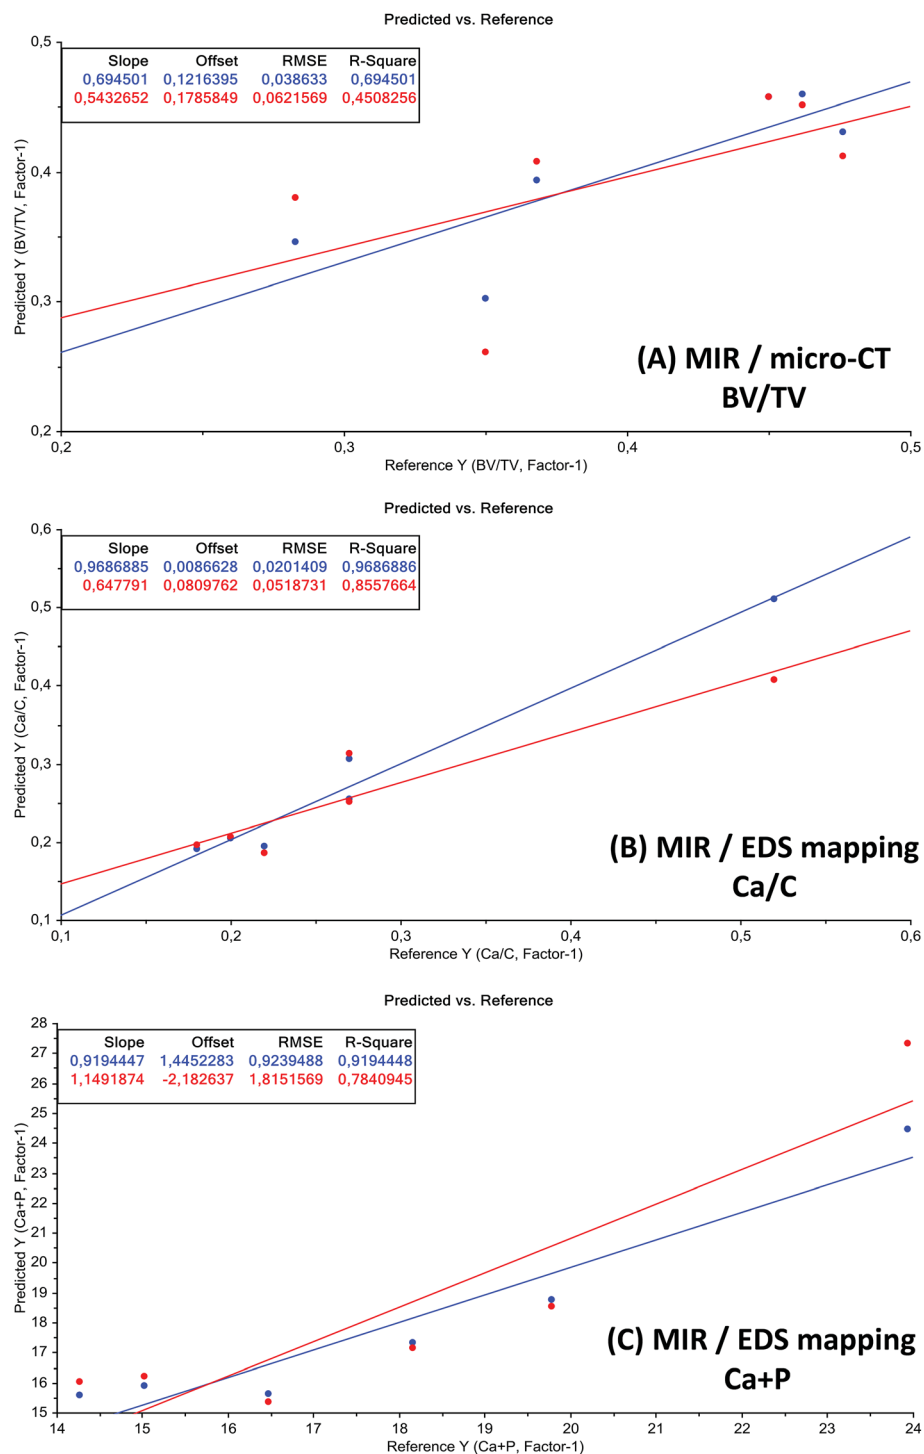 Predicted vs. Reference
0,5
Slope Offset RMSE R-Square
0,694501 0,1216395 0,038633 0,694501
0,5432652 0,1785849 0,0621569 0,4508256
0,4
Predicted Y (BV/TV, Factor-1)
0,3
(A) MIR / micro-CT
BV/TV
0,2
0,2 0,3 0,4 0,5
Reference Y (BV/TV, Factor-1)
Predicted vs. Reference
0,6
Slope Offset RMSE R-Square
0,9686885 0,0086628 0,0201409 0,9686886
0,647791 0,0809762 0,0518731 0,8557664
0,5
Predicted Y (Ca/C, Factor-1)
0,4
0,3
0,2
(B) MIR / EDS mapping
Ca/C
0,1
0,1 0,2 0,3 0,4 0,5 0,6
Reference Y (Ca/C, Factor-1)
Predicted vs. Reference
28
Slope Offset RMSE R-Square
0,9194447 1,4452283 0,9239488 0,9194448
1,1491874 -2,182637 1,8151569 0,7840945
27
26
25
24
23
Predicted Y (Ca+P, Factor-1)
22
21
20
19
18
17
16
15
(C) MIR / EDS mapping
Ca+P
14 15 16 17 18 19 20 21 22 23 24
Reference Y (Ca+P, Factor-1)